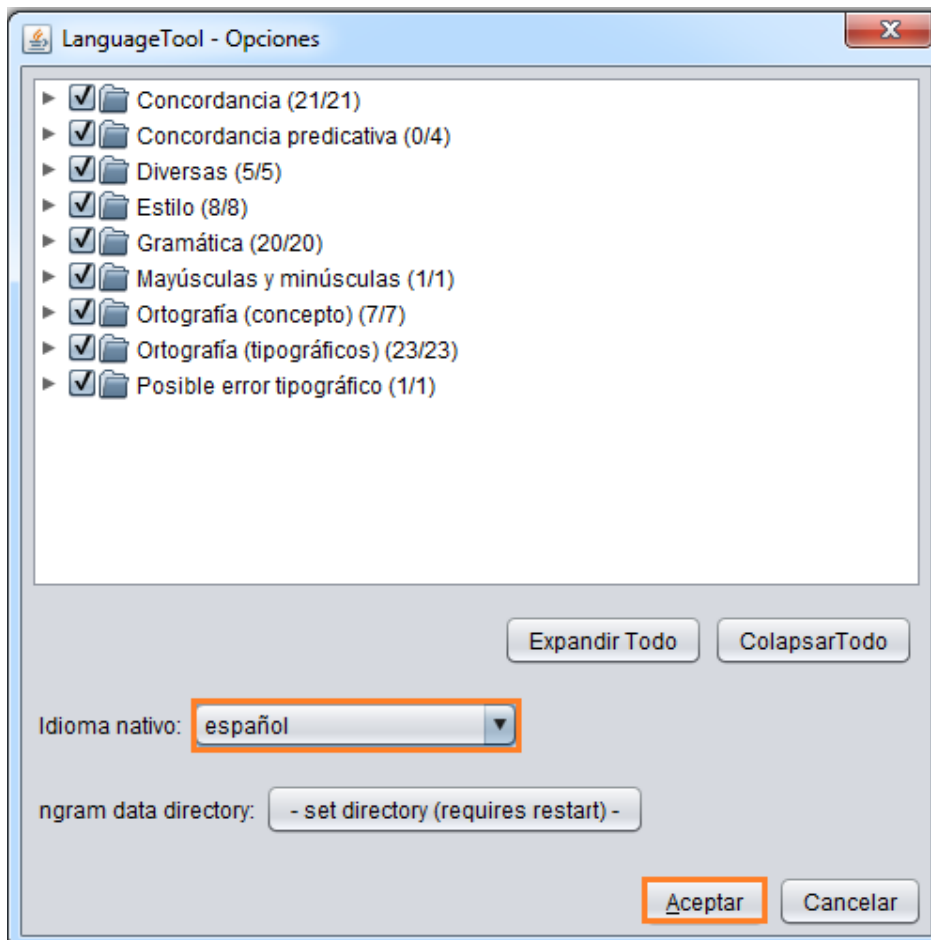 LanguageTool - Opciones
Concordancia (21/21)
Concordancia predicativa (0/4)
Diversas (5/5)
Estilo (8/8)
Gramática (20/20)
Mayúsculas y minúsculas (1/1)
Ortografía (concepto) (7/7)
Ortografía (tipográficos) (23/23)
Posible error tipográfico (1/1)
Expandir Todo ColapsarTodo
Idioma nativo: español
ngram data directory: - set directory (requires restart) -
Aceptar Cancelar